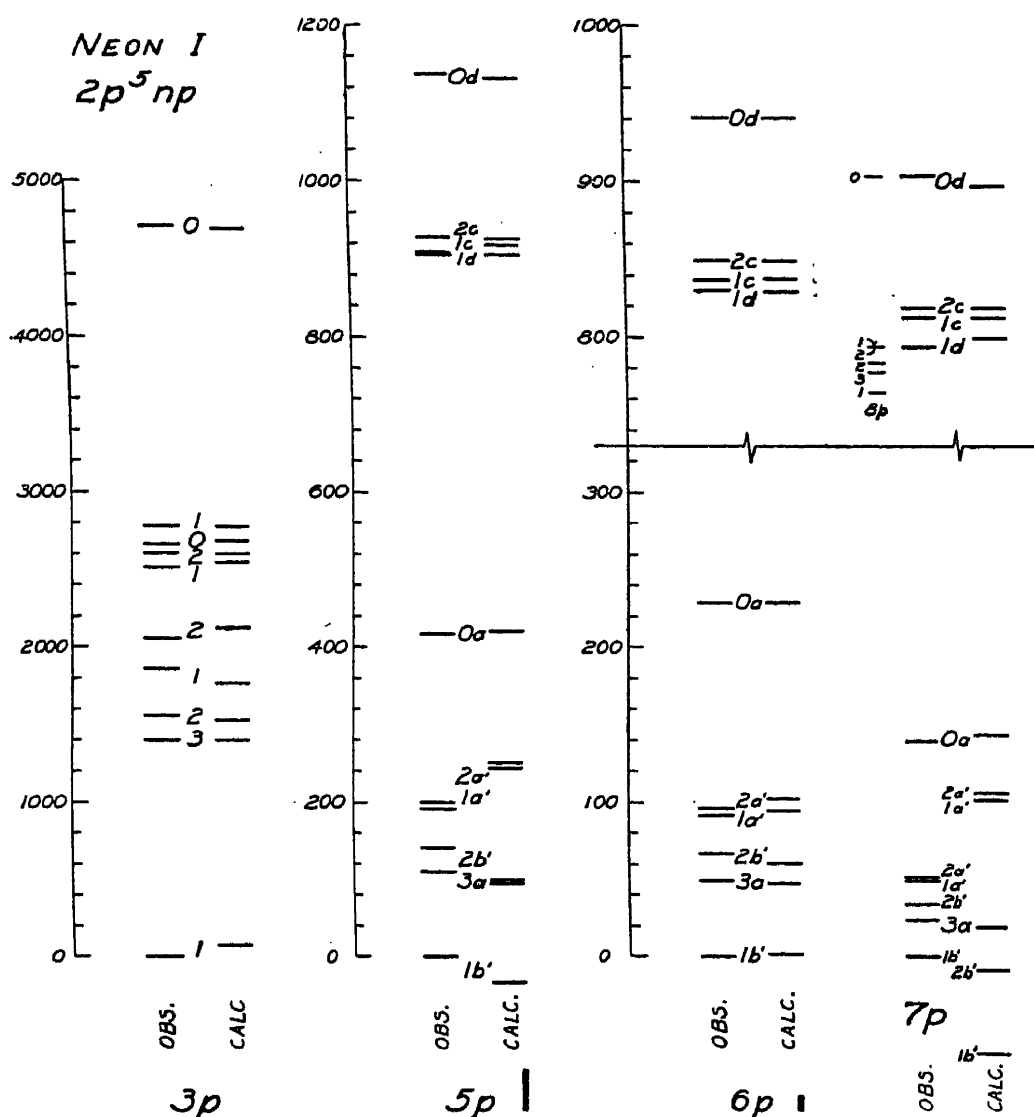 NEON I
2p⁵np
5000
4000
3000
2000
1000
0
0
1
0
2
1
2
1
2
3
1
OBS.
CALC.
3p
1200
1000
800
600
400
200
0
0d
2c
1c
1d
0a
2a'
1a'
2b'
3a
1b'
OBS.
CALC.
5p
1000
900
800
300
200
100
0
0d
2c
1c
1d
0a
2a'
1a'
2b'
3a
1b'
OBS.
CALC.
6p
0
2
3
1
8p
0d
2c
1c
1d
0a
2a'
1a'
2a'
1a'
2b'
3a
1b'
2b'
7p
1b'
OBS.
CALC.